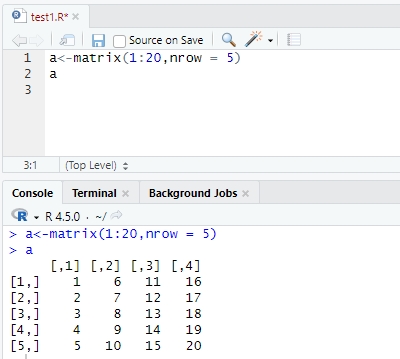 test1.R*
Source on Save
1 a<-matrix(1:20,nrow = 5)
2 a
3
3:1 (Top Level)
Console Terminal Background Jobs
R 4.5.0 · ~/
> a<-matrix(1:20,nrow = 5)
> a
     [,1] [,2] [,3] [,4]
[1,]    1    6   11   16
[2,]    2    7   12   17
[3,]    3    8   13   18
[4,]    4    9   14   19
[5,]    5   10   15   20